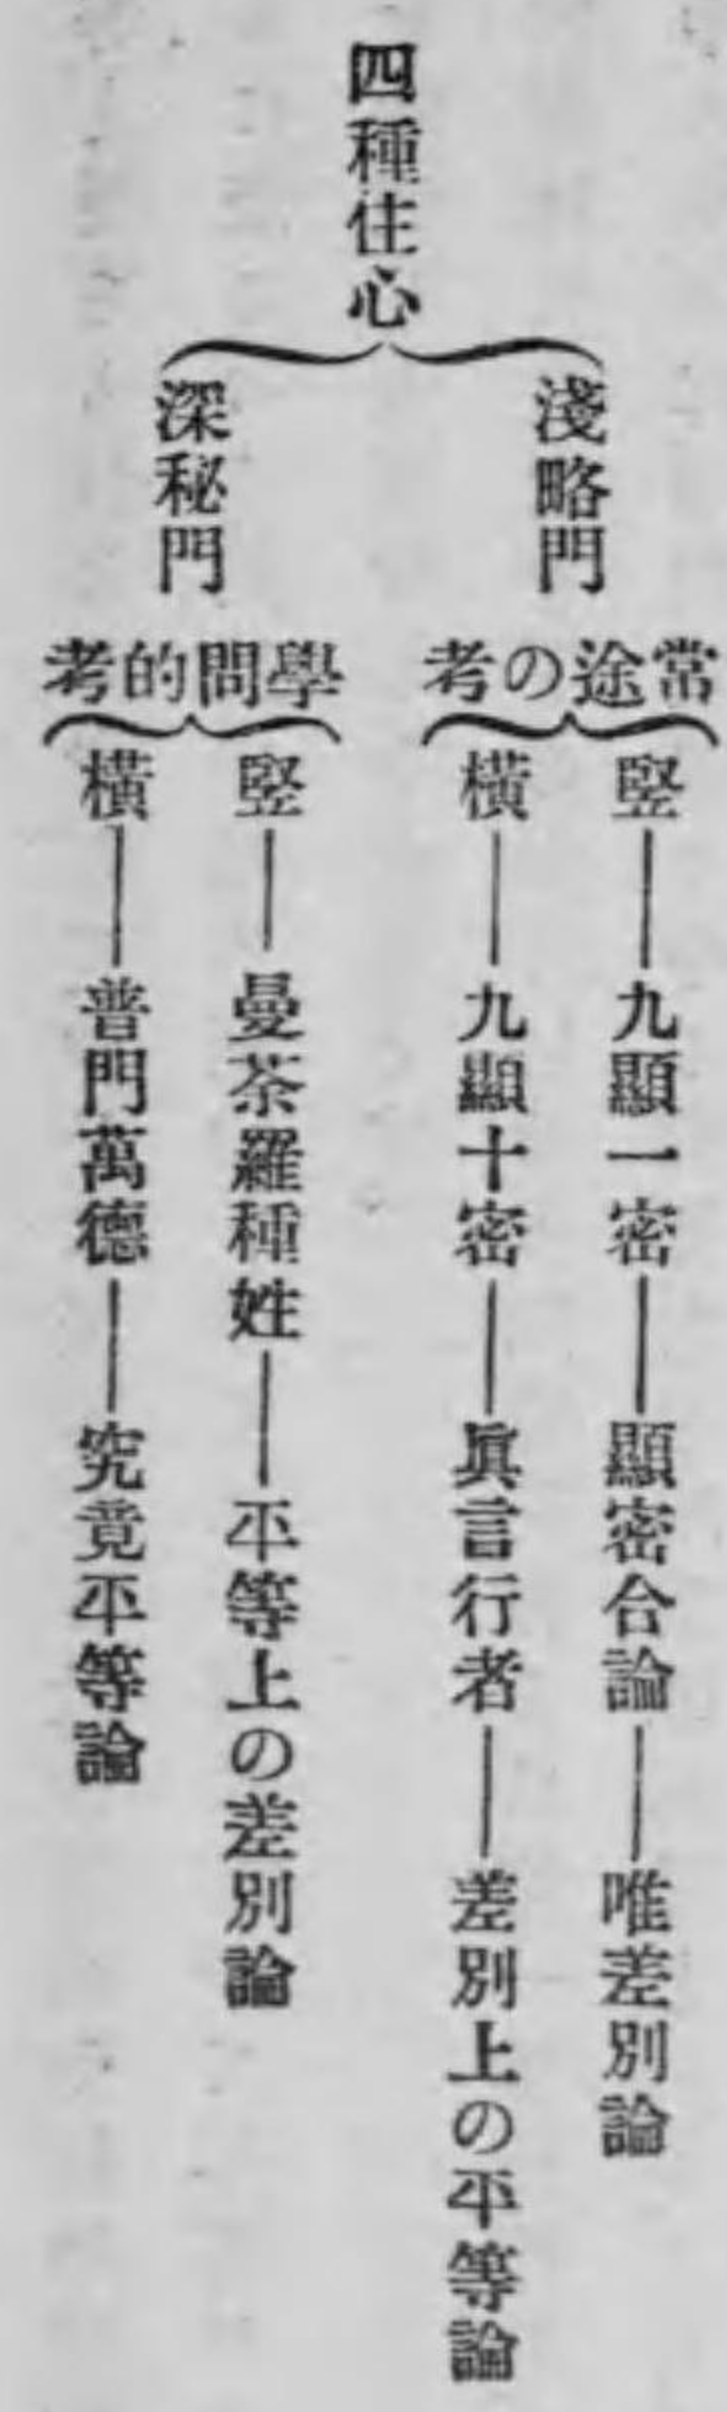 四種住心
淺略門
常途の考
竪―九顯一密―顯密合論―唯差別論
橫―九顯十密―眞言行者―差別上の平等論
深秘門
學問的考
竪―曼荼羅種姓―平等上の差別論
橫―普門萬德―究竟平等論